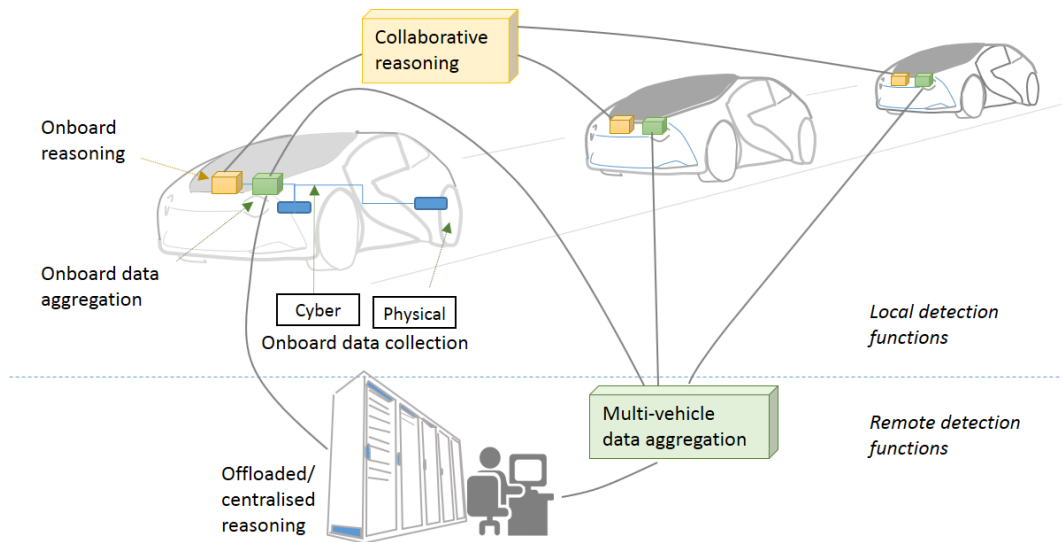 Collaborative
reasoning
Onboard
reasoning
Onboard data
aggregation
Cyber
Physical
Onboard data collection
Local detection
functions
Multi-vehicle
data aggregation
Remote detection
functions
Offloaded/
centralised
reasoning